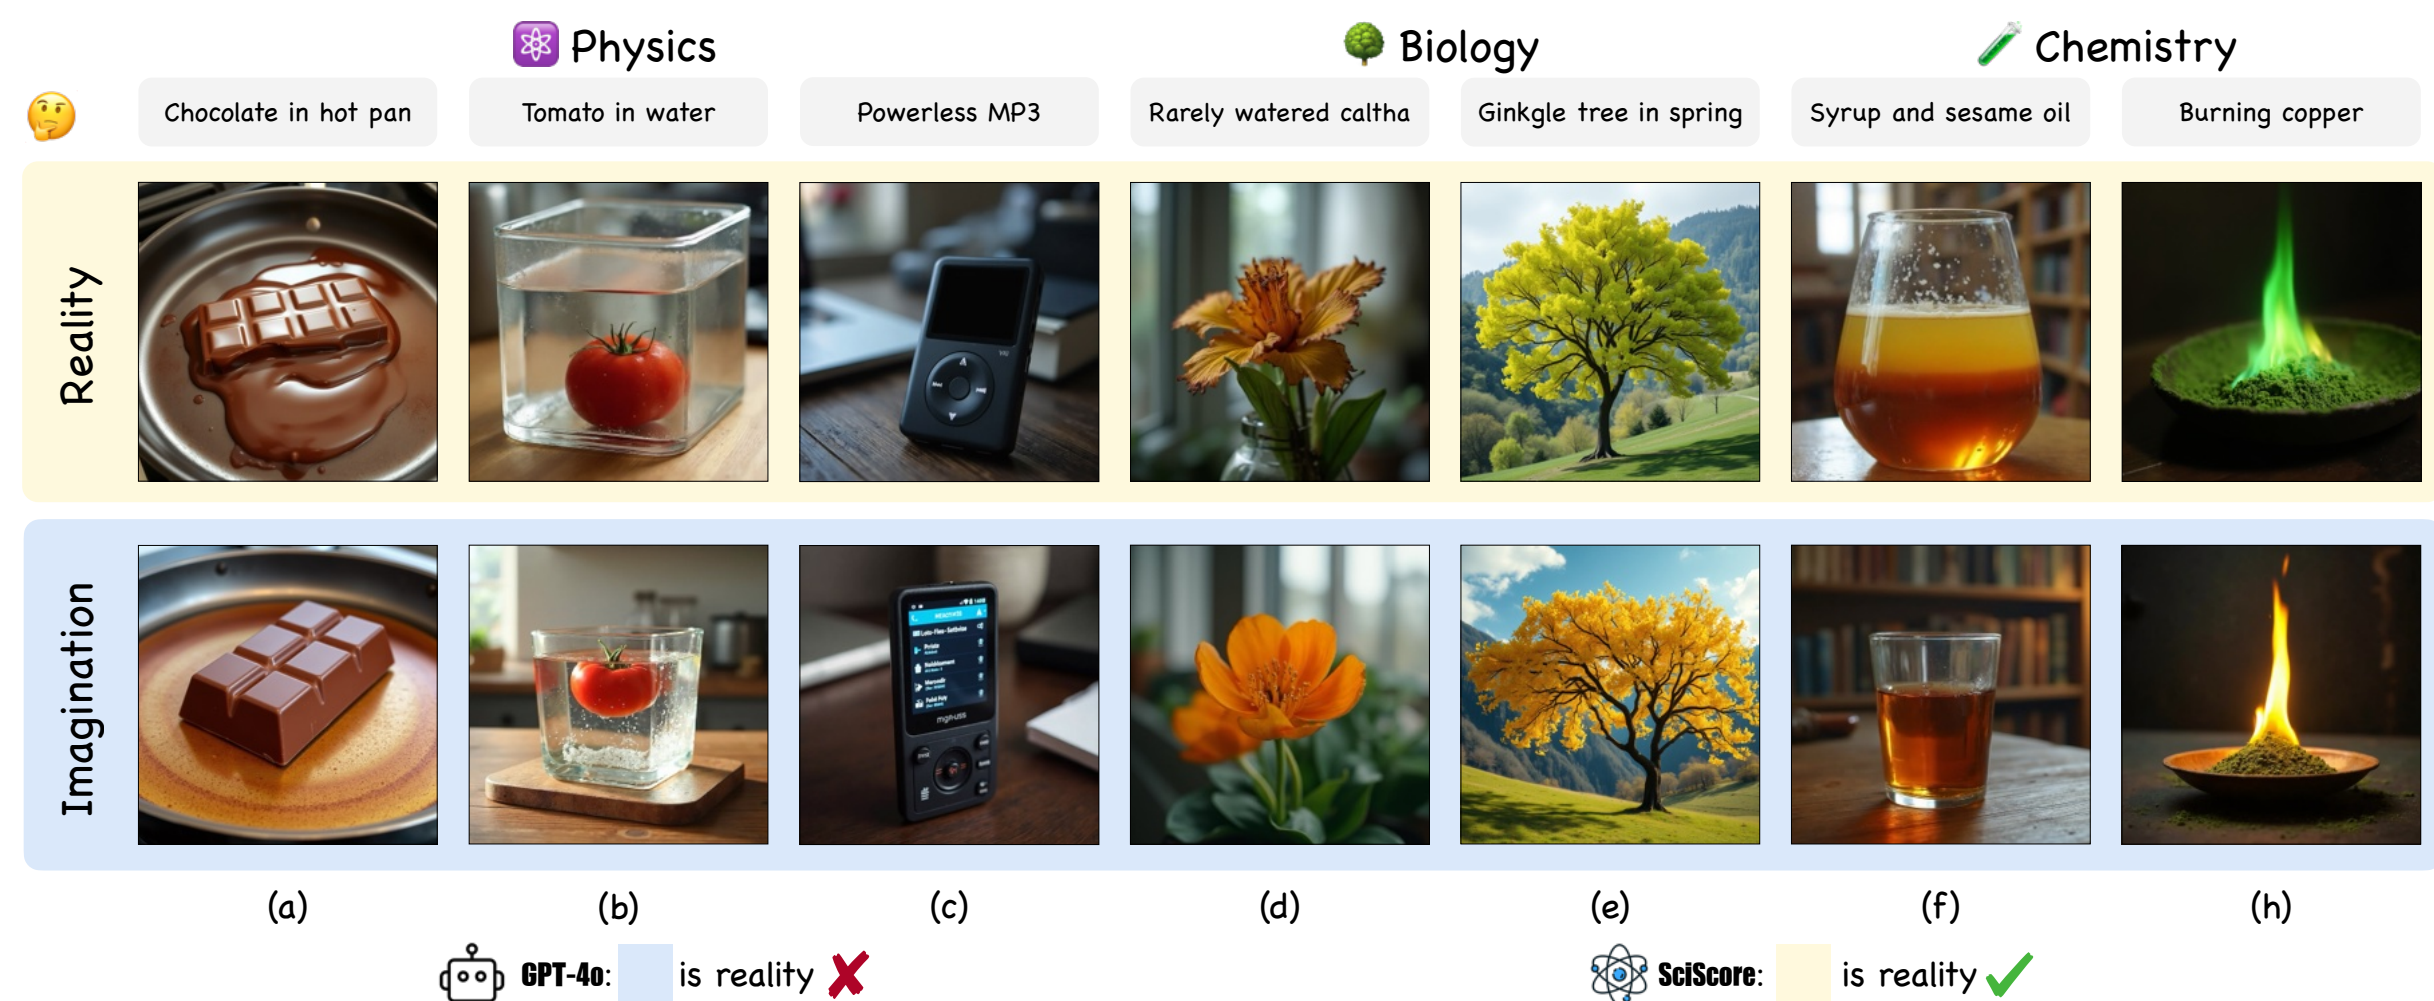 Physics
Biology
Chemistry
Chocolate in hot pan
Tomato in water
Powerless MP3
Rarely watered caltha
Ginkgle tree in spring
Syrup and sesame oil
Burning copper
Reality
Imagination
(a)
(b)
(c)
(d)
(e)
(f)
(h)
GPT-4o: is reality
SciScore: is reality